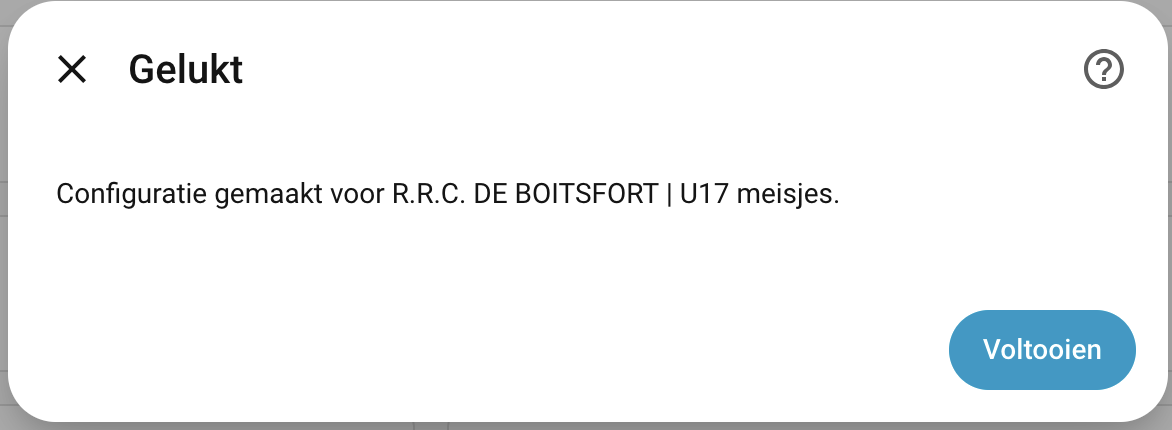 Gelukt
Configuratie gemaakt voor R.R.C. DE BOITSFORT | U17 meisjes.
Voltooien